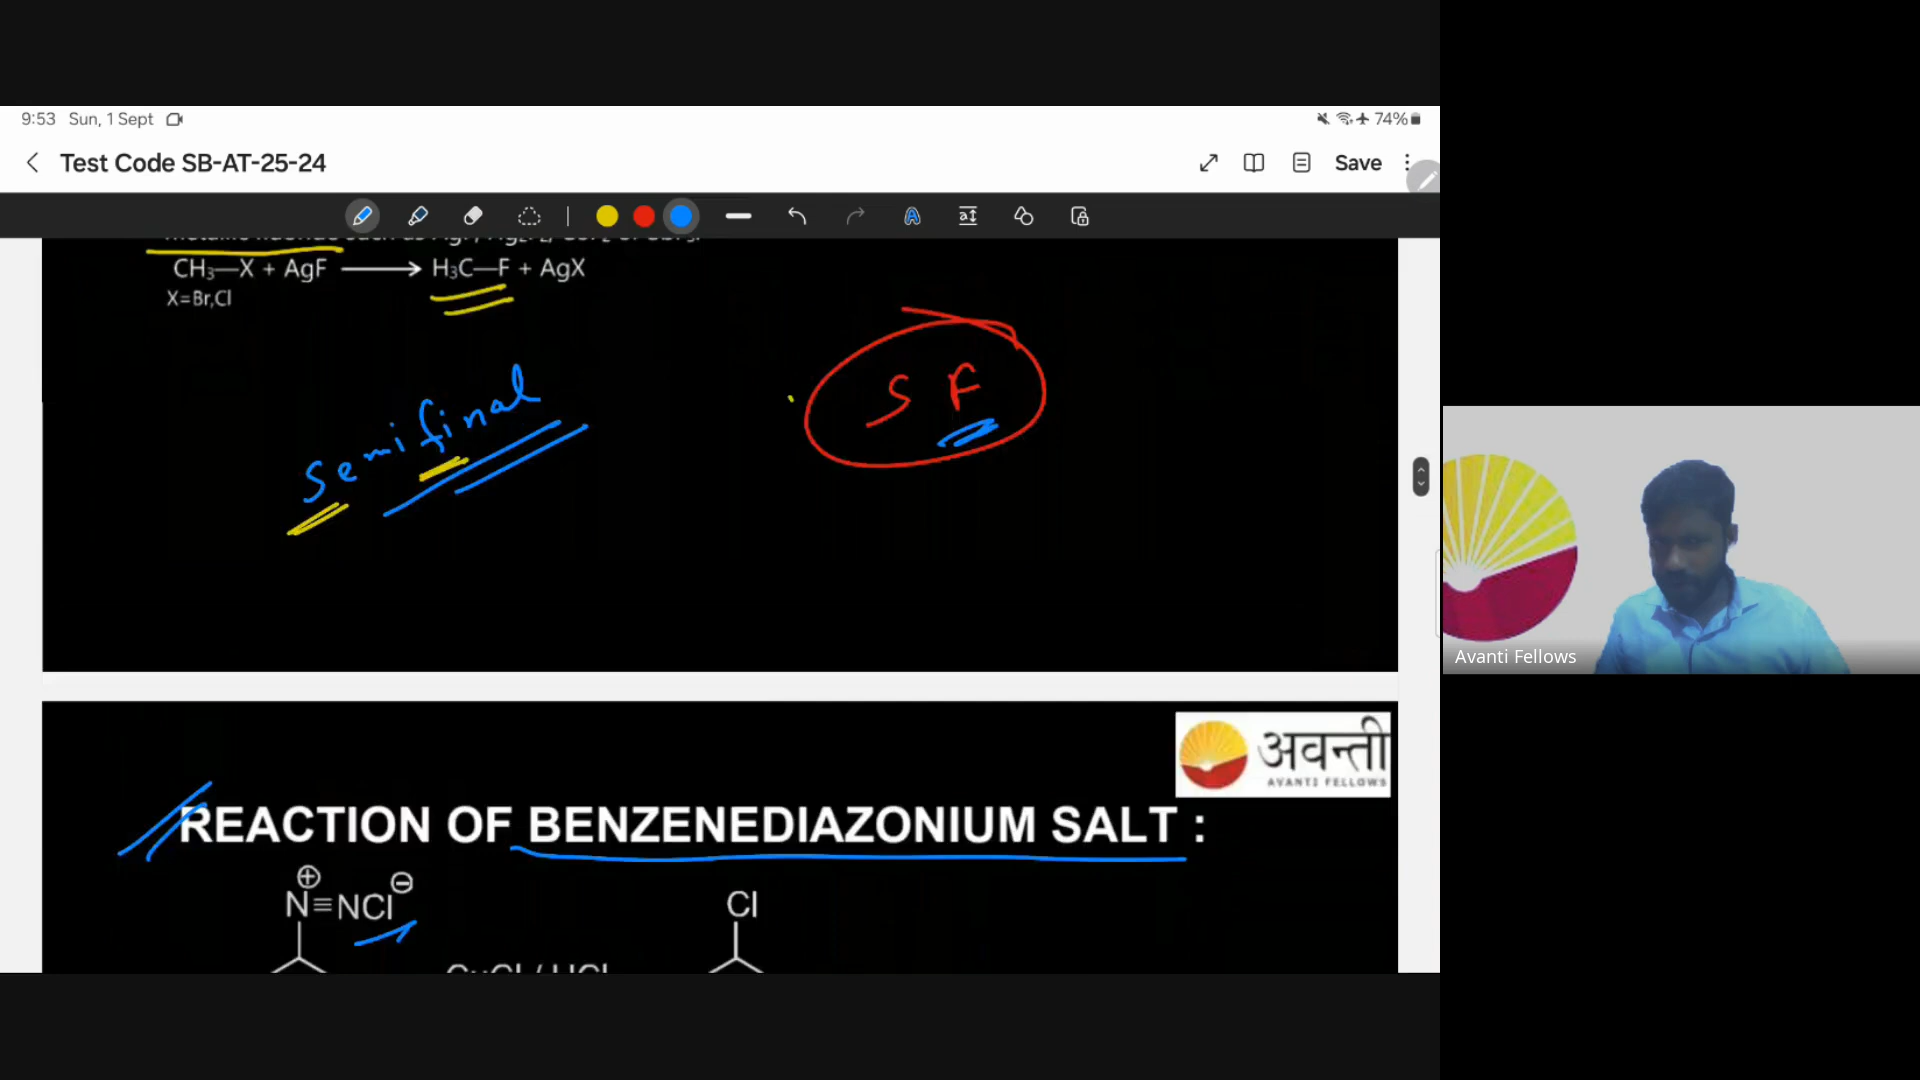 9:53 Sun, 1 Sept 74%
Test Code SB-AT-25-24 Save
CH₃—X + AgF ⟶ H₃C—F + AgX
X=Br,Cl
S F
Semifinal
अवन्ती
AVANTI FELLOWS
REACTION OF BENZENEDIAZONIUM SALT :
N≡NCl
Cl
Avanti Fellows